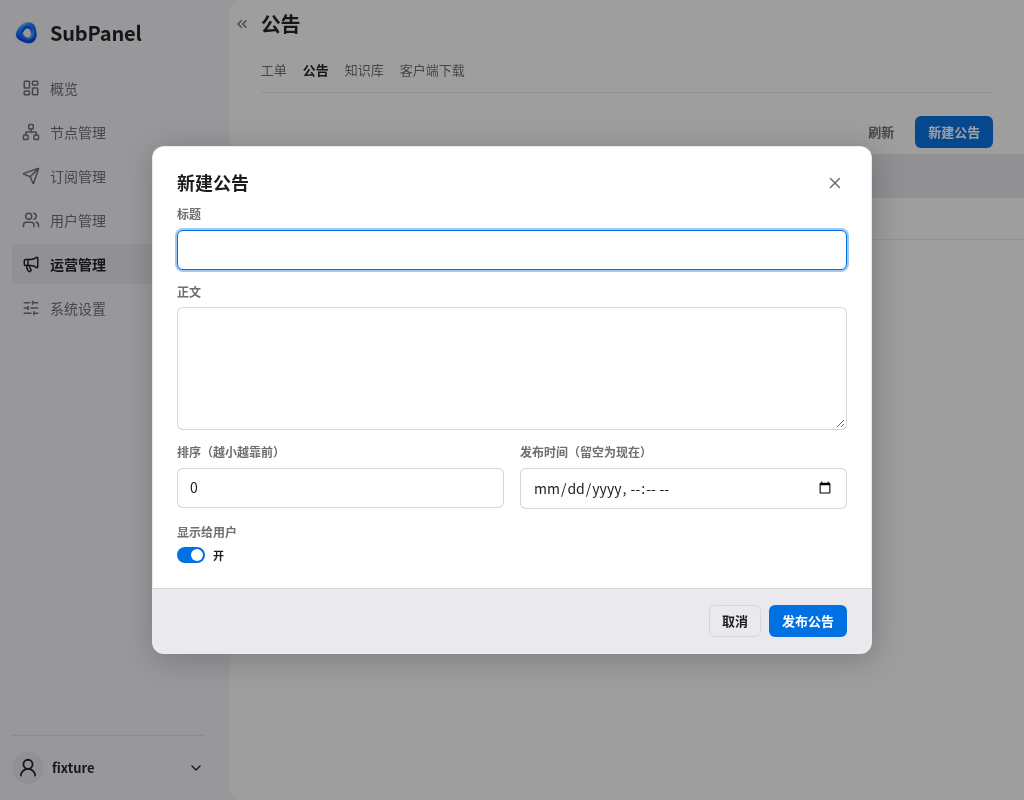 SubPanel
概览
节点管理
订阅管理
用户管理
运营管理
系统设置
fixture
«
公告
工单 公告 知识库 客户端下载
刷新 新建公告
新建公告
标题
正文
排序（越小越靠前） 发布时间（留空为现在）
0 mm/dd/yyyy, --:-- --
显示给用户
开
取消 发布公告